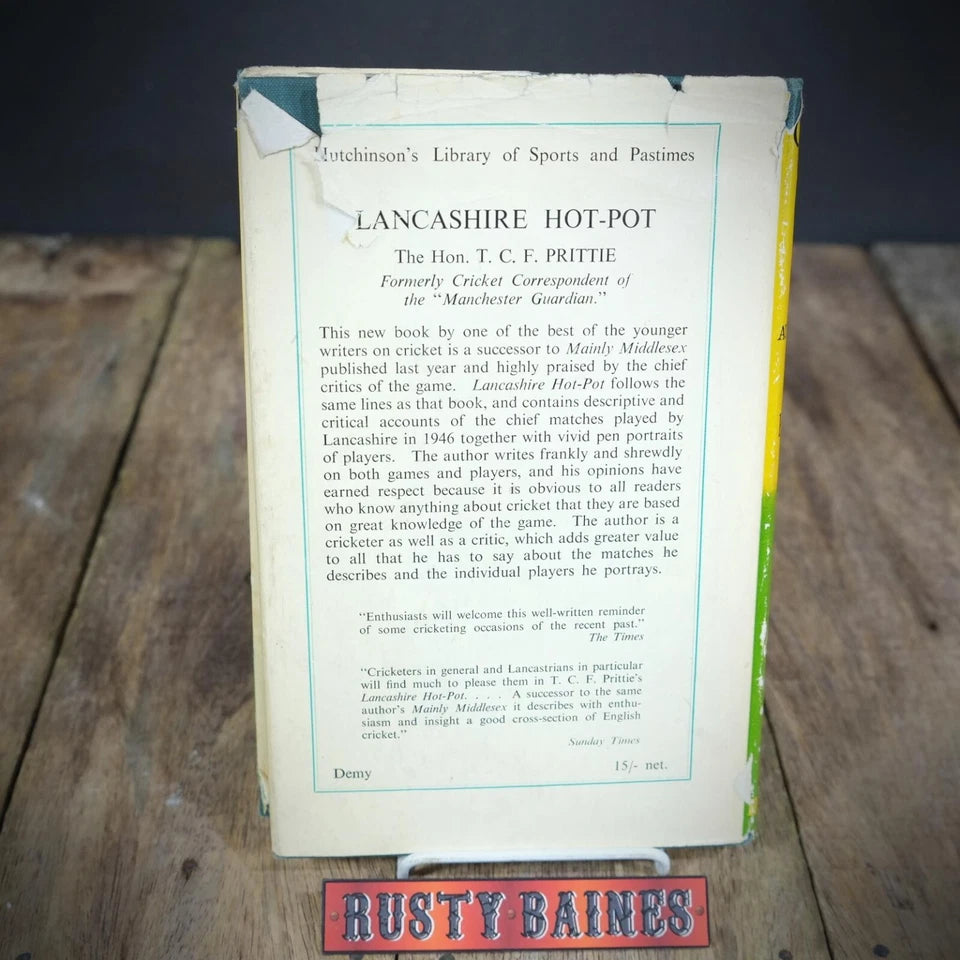 Hutchinson's Library of Sports and Pastimes
LANCASHIRE HOT-POT
The Hon. T. C. F. PRITTIE
Formerly Cricket Correspondent of
the "Manchester Guardian."
This new book by one of the best of the younger
writers on cricket is a successor to Mainly Middlesex
published last year and highly praised by the chief
critics of the game. Lancashire Hot-Pot follows the
same lines as that book, and contains descriptive and
critical accounts of the chief matches played by
Lancashire in 1946 together with vivid pen portraits
of players. The author writes frankly and shrewdly
on both games and players, and his opinions have
earned respect because it is obvious to all readers
who know anything about cricket that they are based
on great knowledge of the game. The author is a
cricketer as well as a critic, which adds greater value
to all that he has to say about the matches he
describes and the individual players he portrays.
"Enthusiasts will welcome this well-written reminder
of some cricketing occasions of the recent past."
The Times
"Cricketers in general and Lancastrians in particular
will find much to please them in T. C. F. Prittie's
Lancashire Hot-Pot. . . . A successor to the same
author's Mainly Middlesex it describes with enthu-
siasm and insight a good cross-section of English
cricket."
Sunday Times
Demy
15/- net.
RUSTY BAINES